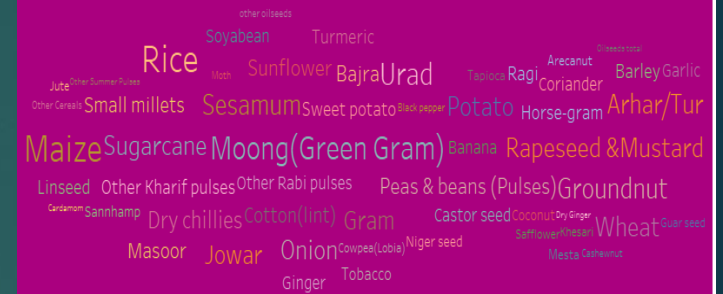 other oilseeds
Soyabean Turmeric
Oilseeds total
Rice Moth Sunflower Bajra Urad Tapioca Ragi Arecanut Coriander Barley Garlic
Jute Other Summer Pulses
Other Cereals Small millets Sesamum Sweet potato Black pepper Potato Horse-gram Arhar/Tur
Maize Sugarcane Moong(Green Gram) Banana Rapeseed &Mustard
Linseed Other Kharif pulses Other Rabi pulses Peas & beans (Pulses) Groundnut
Cardamom Sannhamp Dry chillies Cotton(lint) Gram Castor seed Coconut Dry Ginger Wheat Guar seed
Safflower Khesari
Masoor Jowar Onion Cowpea(Lobia) Niger seed Mesta Cashewnut
Ginger Tobacco